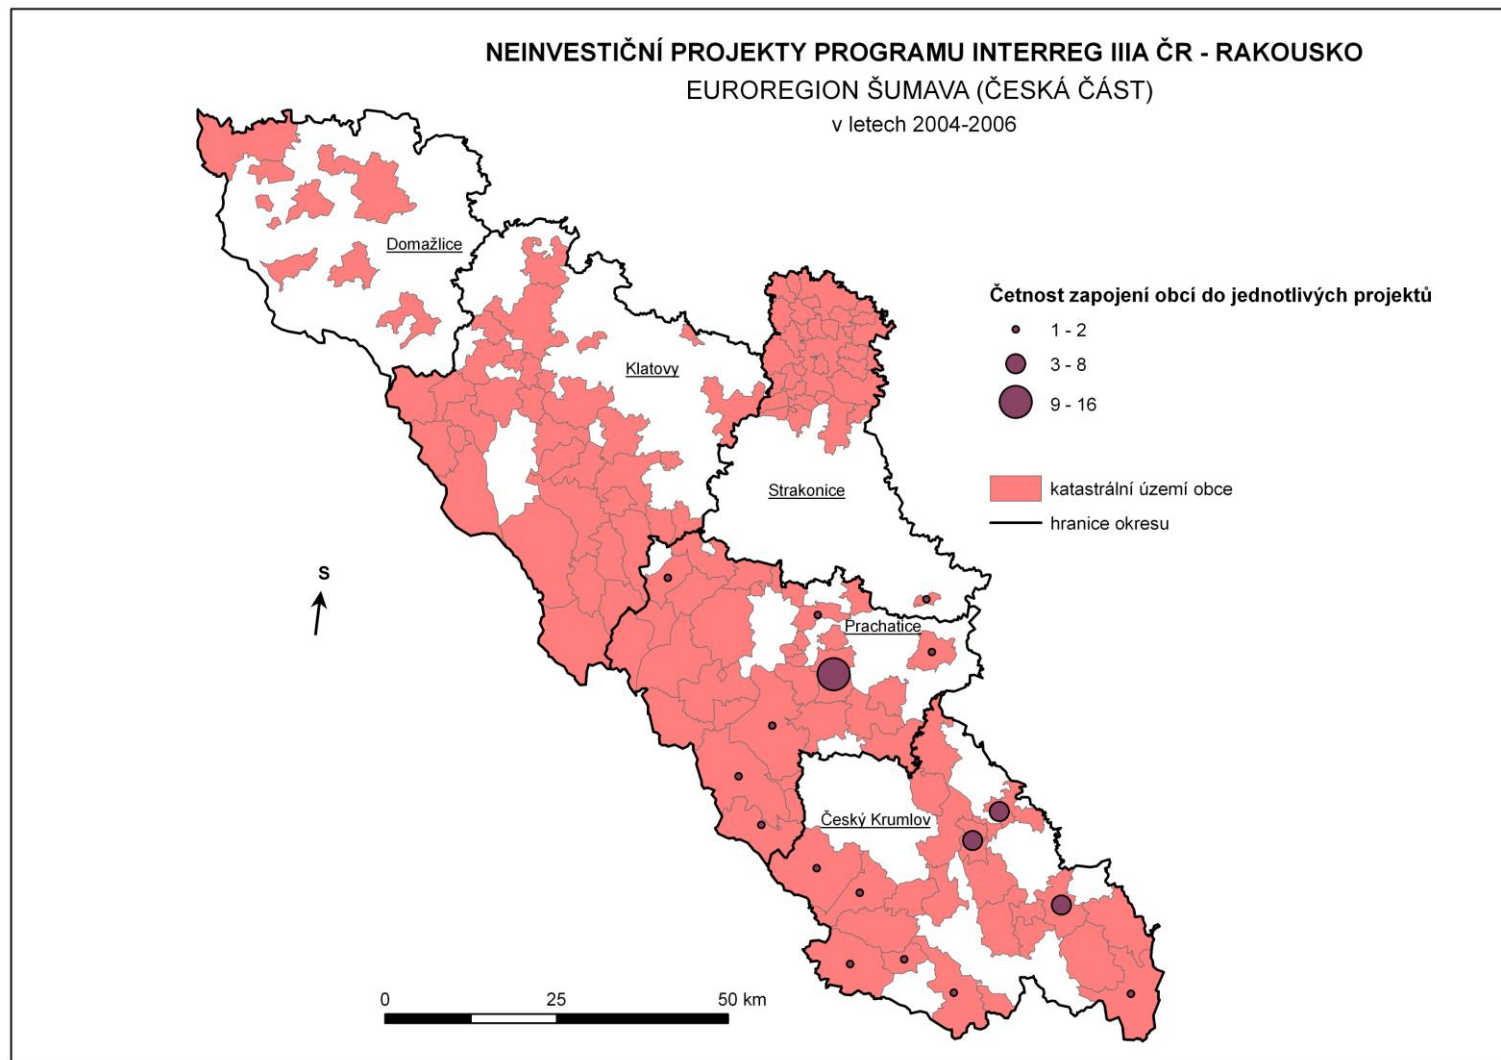 NEINVESTIČNÍ PROJEKTY PROGRAMU INTERREG IIIA ČR - RAKOUSKO
EUROREGION ŠUMAVA (ČESKÁ ČÁST)
v letech 2004-2006
Domažlice
Klatovy
Strakonice
Prachatice
Český Krumlov
Četnost zapojení obcí do jednotlivých projektů
1 - 2
3 - 8
9 - 16
katastrální území obce
hranice okresu
S
0 25 50 km